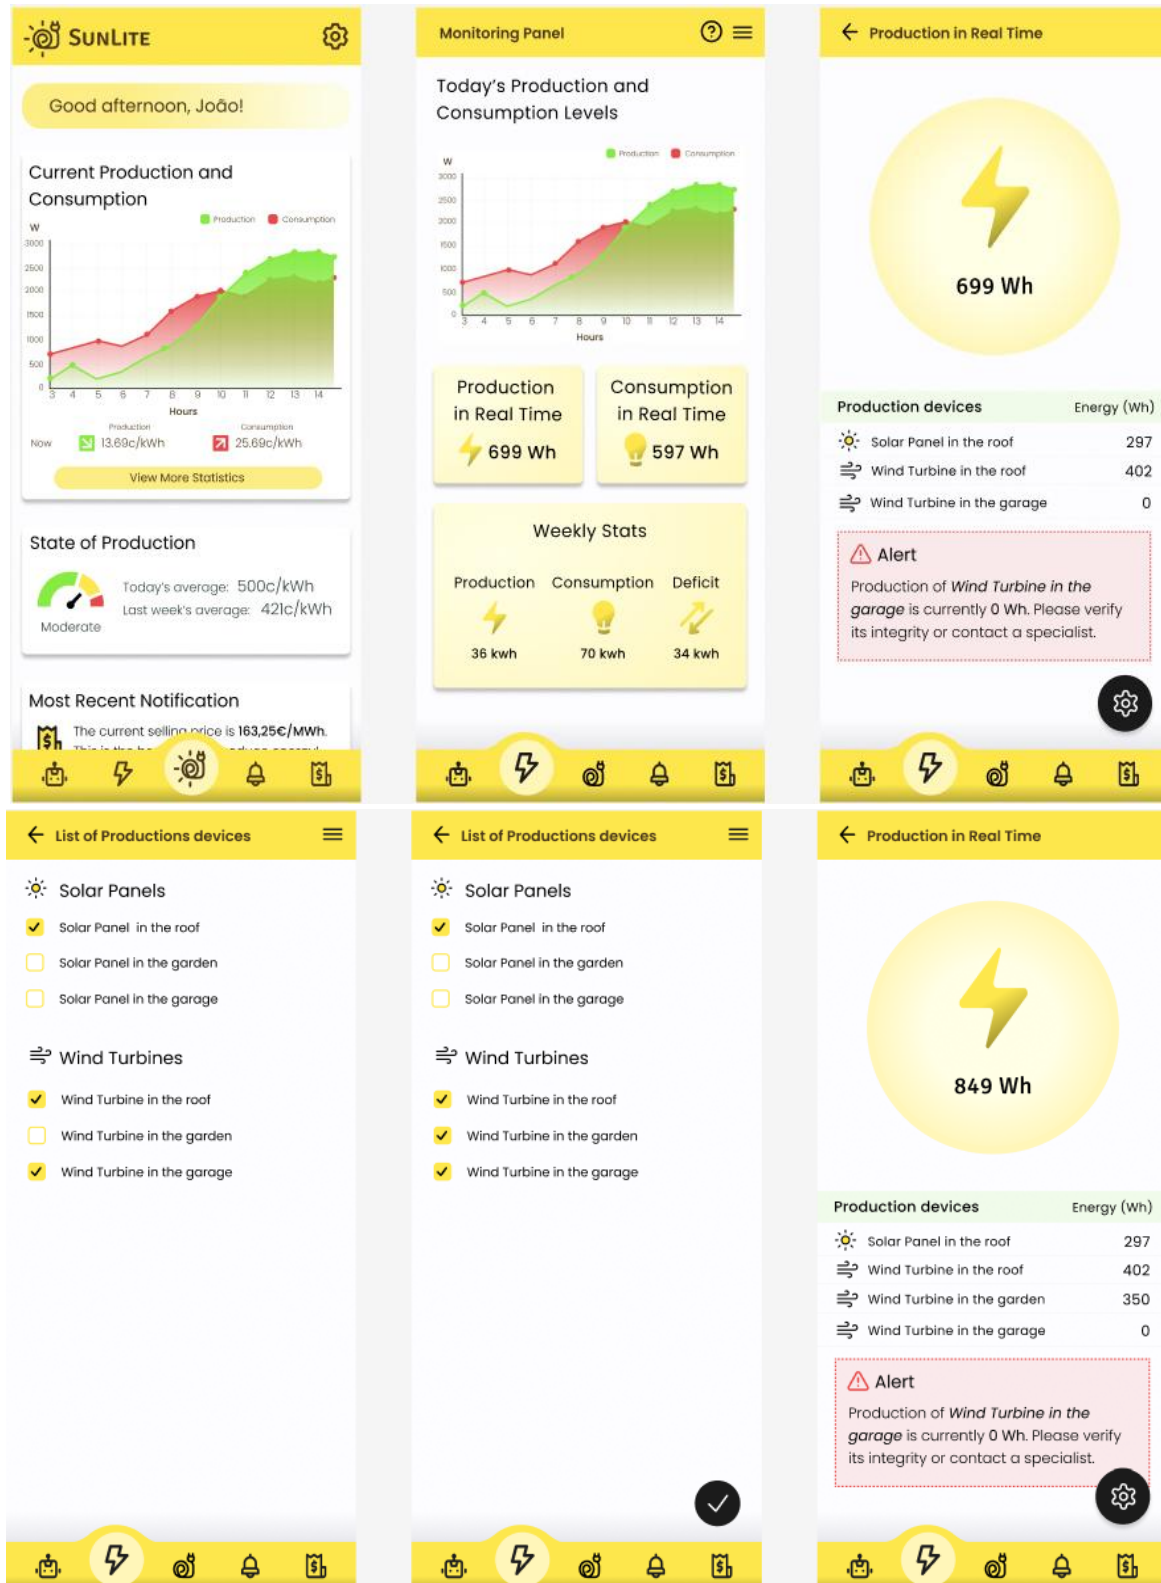 SUNLITE
Good afternoon, João!
Current Production and
Consumption
Production Consumption
W
3000
2500
2000
1500
1000
500
0
3 4 5 6 7 8 9 10 11 12 13 14
Hours
Production Consumption
Now 13.69c/kWh 25.69c/kWh
View More Statistics
State of Production
Today's average: 500c/kWh
Last week's average: 421c/kWh
Moderate
Most Recent Notification
The current selling price is 163,25€/MWh.
Monitoring Panel
Today's Production and
Consumption Levels
Production Consumption
W
3000
2500
2000
1500
1000
500
0
3 4 5 6 7 8 9 10 11 12 13 14
Hours
Production
in Real Time
699 Wh
Consumption
in Real Time
597 Wh
Weekly Stats
Production Consumption Deficit
36 kwh 70 kwh 34 kwh
Production in Real Time
699 Wh
Production devices Energy (Wh)
Solar Panel in the roof 297
Wind Turbine in the roof 402
Wind Turbine in the garage 0
Alert
Production of Wind Turbine in the
garage is currently 0 Wh. Please verify
its integrity or contact a specialist.
List of Productions devices
Solar Panels
Solar Panel in the roof
Solar Panel in the garden
Solar Panel in the garage
Wind Turbines
Wind Turbine in the roof
Wind Turbine in the garden
Wind Turbine in the garage
List of Productions devices
Solar Panels
Solar Panel in the roof
Solar Panel in the garden
Solar Panel in the garage
Wind Turbines
Wind Turbine in the roof
Wind Turbine in the garden
Wind Turbine in the garage
Production in Real Time
849 Wh
Production devices Energy (Wh)
Solar Panel in the roof 297
Wind Turbine in the roof 402
Wind Turbine in the garden 350
Wind Turbine in the garage 0
Alert
Production of Wind Turbine in the
garage is currently 0 Wh. Please verify
its integrity or contact a specialist.